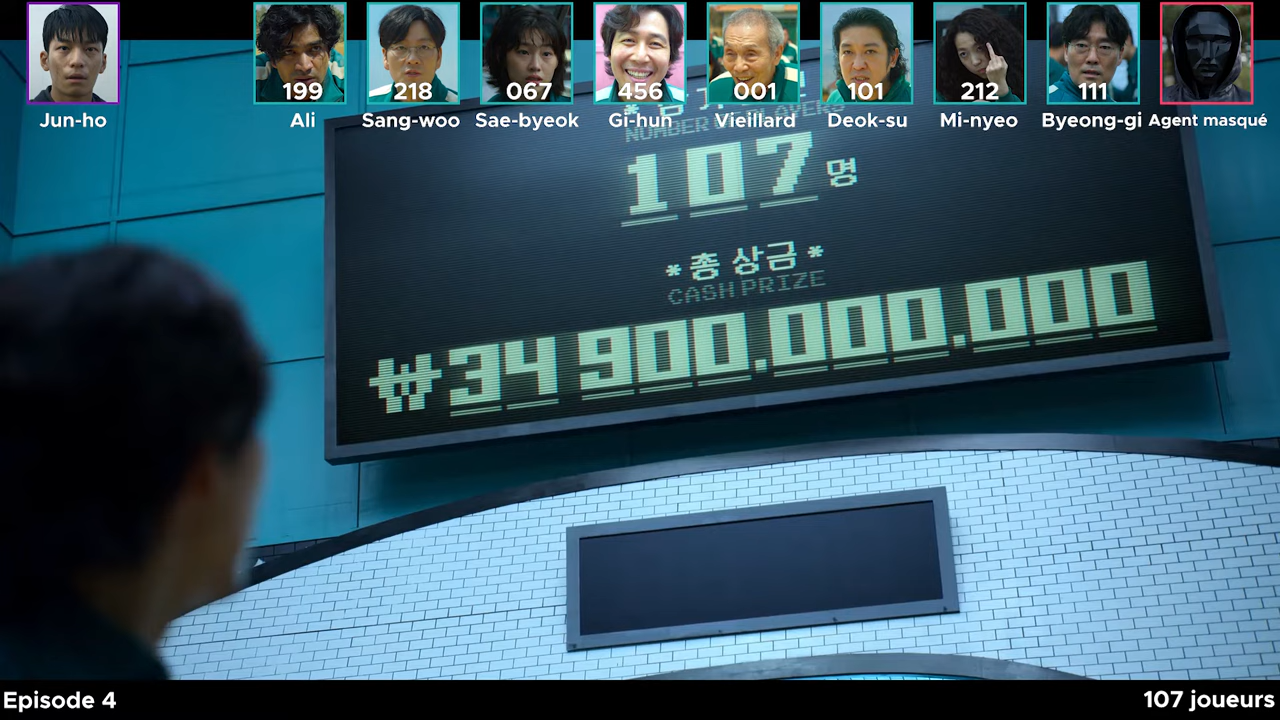 199 218 067 456 001 101 212 111
Jun-ho Ali Sang-woo Sae-byeok Gi-hun Vieillard Deok-su Mi-nyeo Byeong-gi Agent masqué
107 명
*총 상금*
CASH PRIZE
₩34 900.000.000
Episode 4
107 joueurs